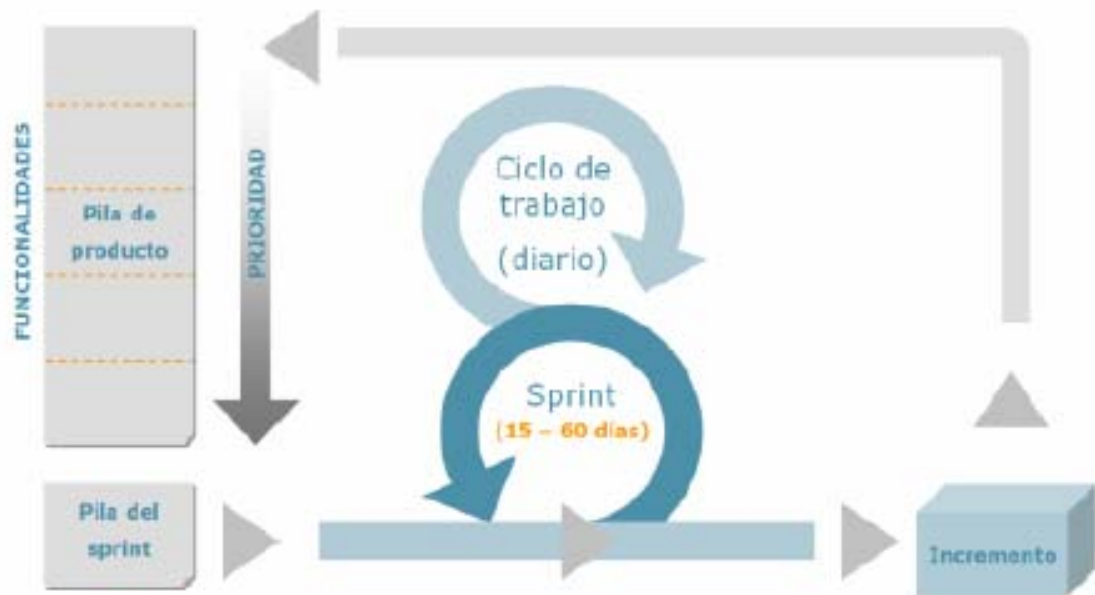 FUNCIONALIDADES
Pila de
producto
PRIORIDAD
Ciclo de
trabajo
(diario)
Sprint
(15 – 60 días)
Pila del
sprint
Incremento